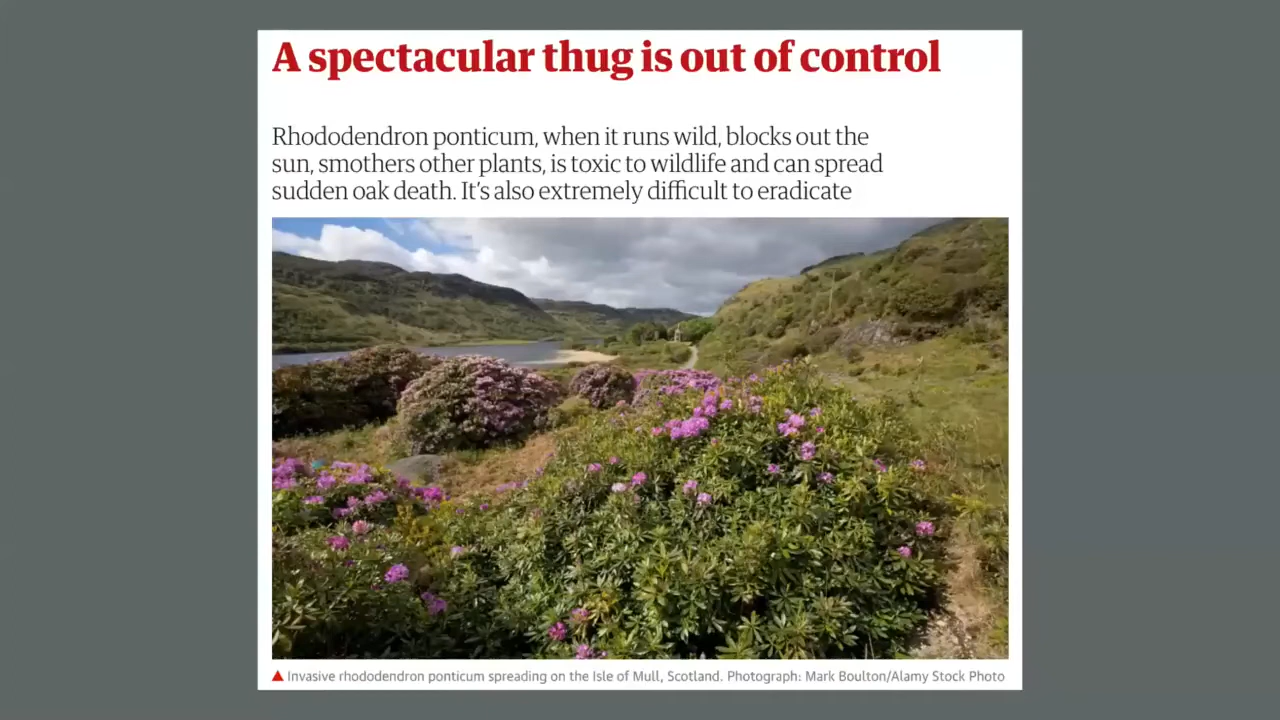 A spectacular thug is out of control
Rhododendron ponticum, when it runs wild, blocks out the
sun, smothers other plants, is toxic to wildlife and can spread
sudden oak death. It's also extremely difficult to eradicate
Invasive rhododendron ponticum spreading on the Isle of Mull, Scotland. Photograph: Mark Boulton/Alamy Stock Photo